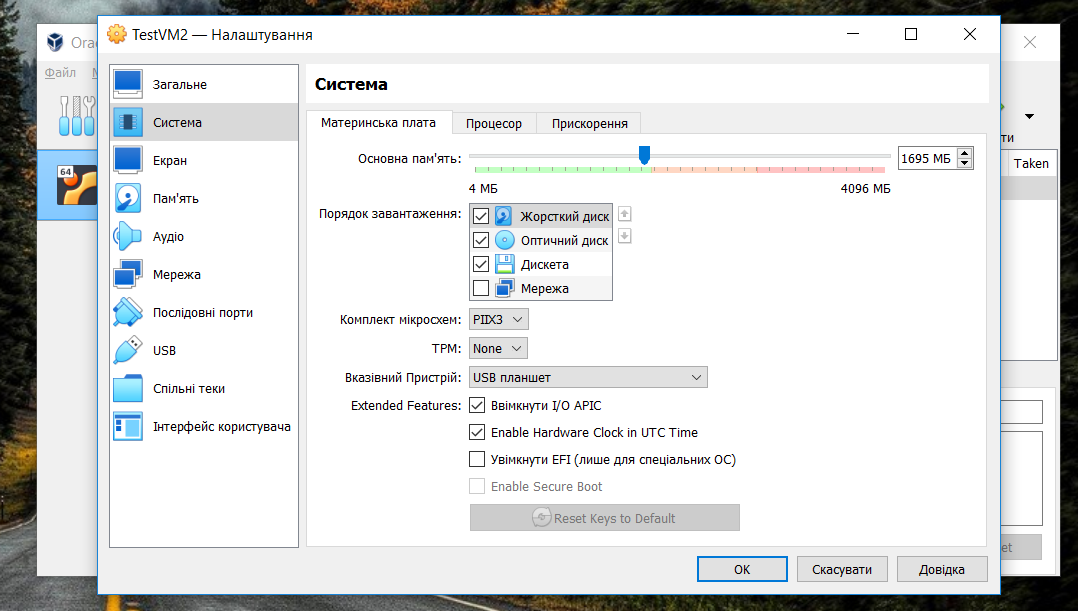 TestVM2 — Налаштування
Orac
Файл
64
ти
Taken
et
Загальне
Система
Екран
Пам'ять
Аудіо
Мережа
Послідовні порти
USB
Спільні теки
Інтерфейс користувача
Система
Материнська плата
Процесор
Прискорення
Основна пам'ять:
1695 МБ
4 МБ
4096 МБ
Порядок завантаження:
Жорсткий диск
Оптичний диск
Дискета
Мережа
Комплект мікросхем:
PIIX3
TPM:
None
Вказівний Пристрій:
USB планшет
Extended Features:
Ввімкнути I/O APIC
Enable Hardware Clock in UTC Time
Увімкнути EFI (лише для спеціальних ОС)
Enable Secure Boot
Reset Keys to Default
ОК
Скасувати
Довідка